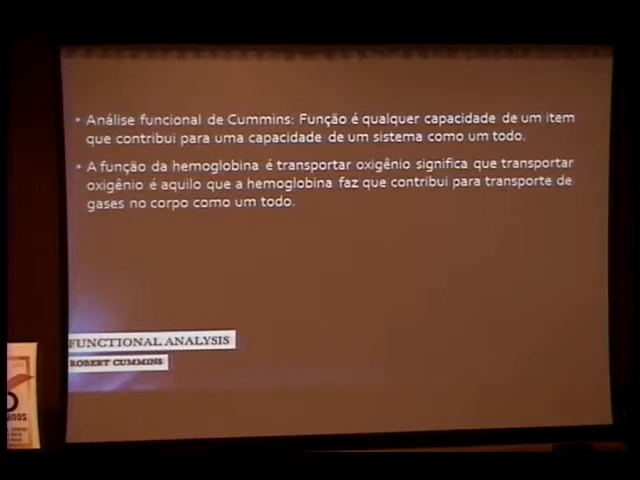 • Análise funcional de Cummins: Função é qualquer capacidade de um item
que contribui para uma capacidade de um sistema como um todo.
• A função da hemoglobina é transportar oxigênio significa que transportar
oxigênio é aquilo que a hemoglobina faz que contribui para transporte de
gases no corpo como um todo.
FUNCTIONAL ANALYSIS
ROBERT CUMMINS
anos